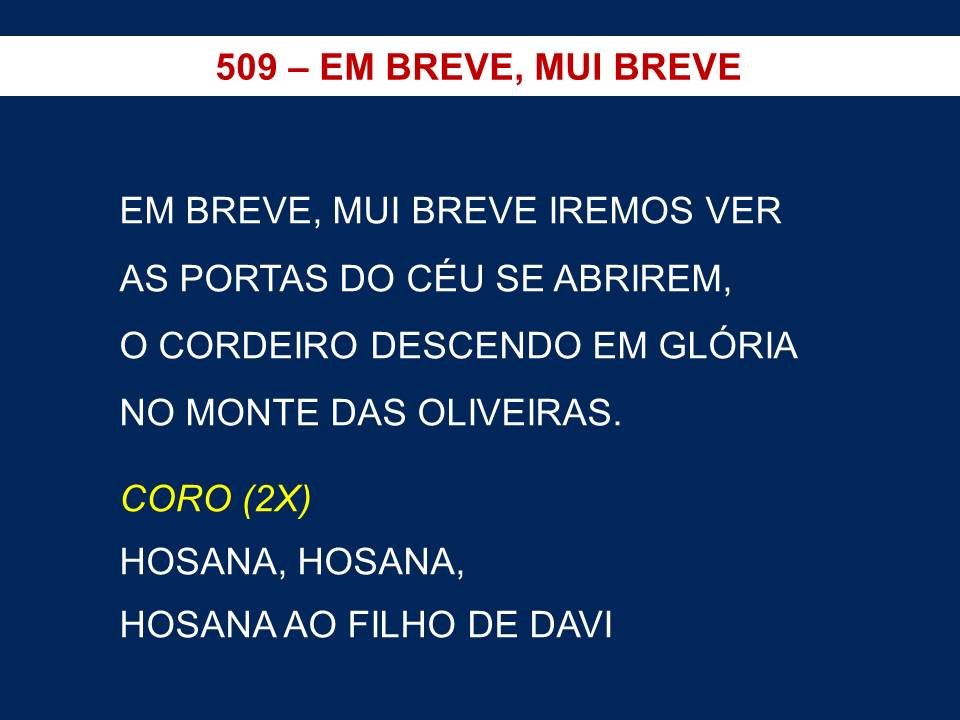 509 – EM BREVE, MUI BREVE
EM BREVE, MUI BREVE IREMOS VER
AS PORTAS DO CÉU SE ABRIREM,
O CORDEIRO DESCENDO EM GLÓRIA
NO MONTE DAS OLIVEIRAS.
CORO (2X)
HOSANA, HOSANA,
HOSANA AO FILHO DE DAVI